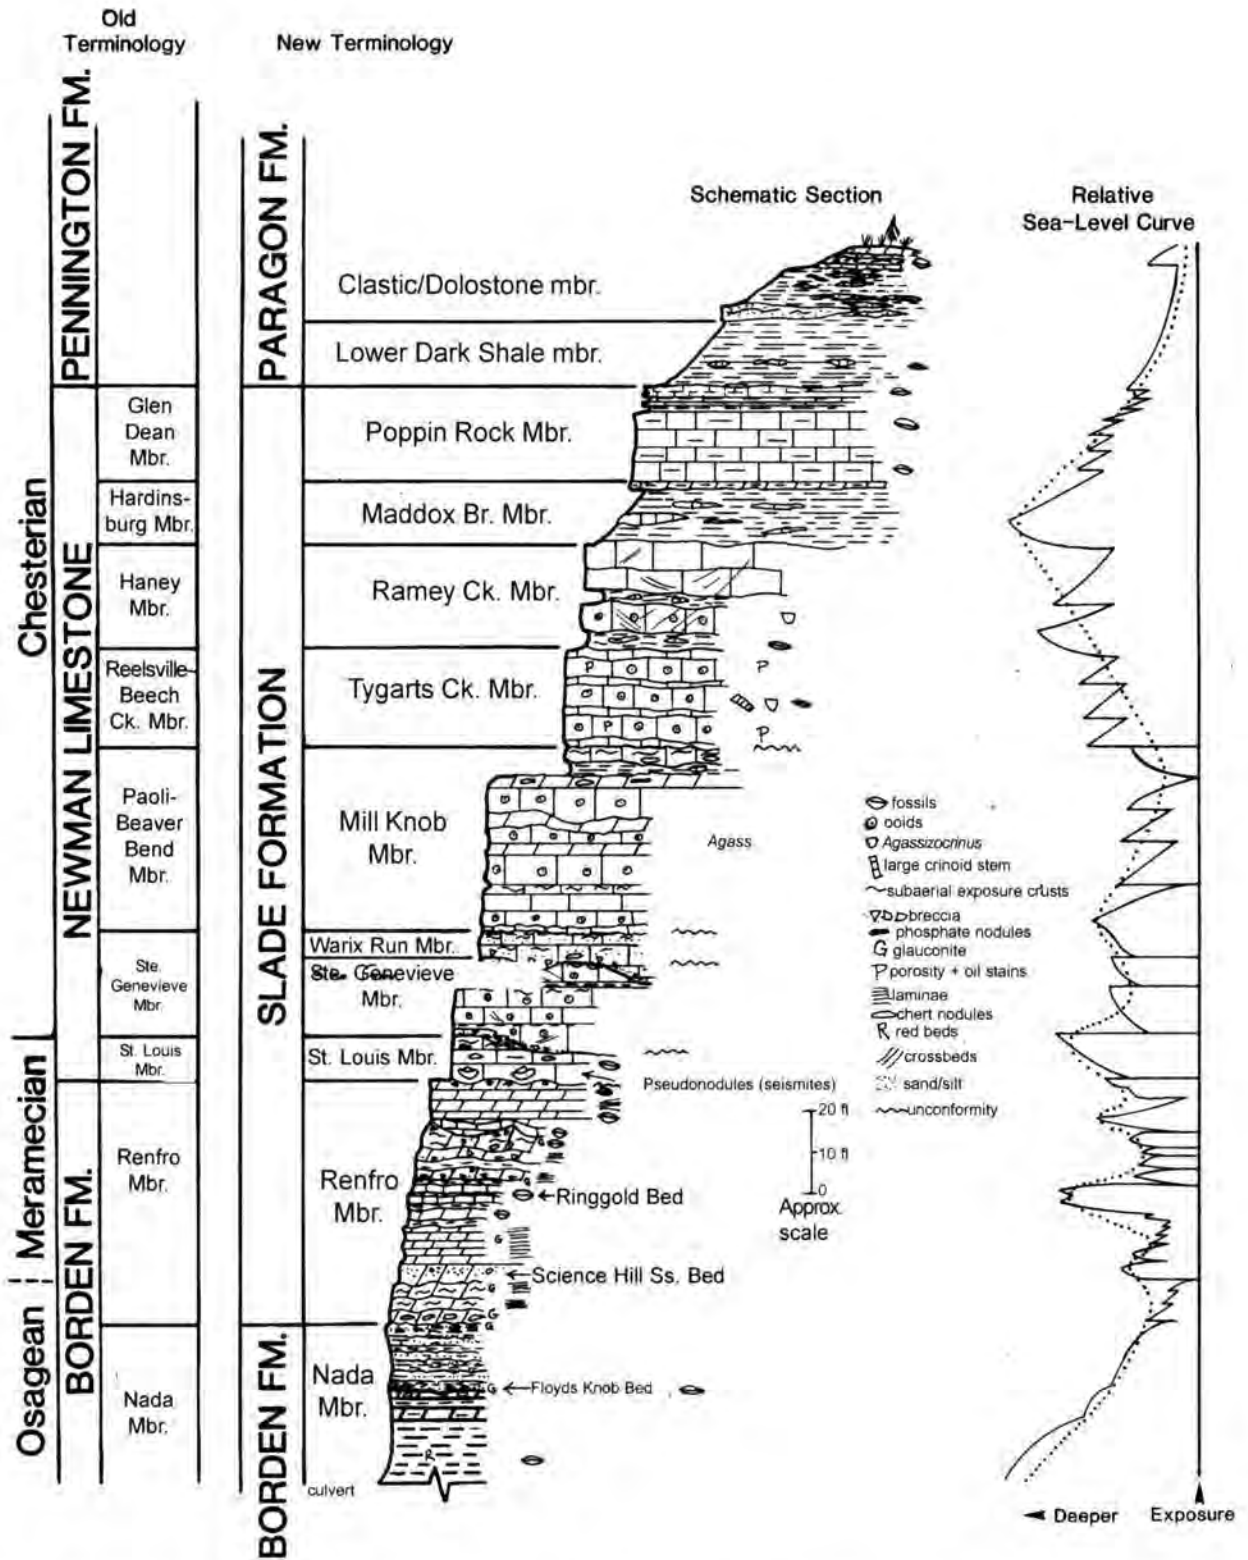 Old
Terminology
New Terminology
PENNINGTON FM.
PARAGON FM.
Schematic Section
Relative
Sea-Level Curve
Clastic/Dolostone mbr.
Lower Dark Shale mbr.
Chesterian
NEWMAN LIMESTONE
Glen
Dean
Mbr.
SLADE FORMATION
Poppin Rock Mbr.
Hardins-
burg Mbr.
Maddox Br. Mbr.
Haney
Mbr.
Ramey Ck. Mbr.
Reelsville-
Beech
Ck. Mbr.
Tygarts Ck. Mbr.
P
P
P
P
Paoli-
Beaver
Bend
Mbr.
Mill Knob
Mbr.
Agass.
fossils
ooids
Agassizocrinus
large crinoid stem
subaerial exposure crusts
breccia
phosphate nodules
G glauconite
P porosity + oil stains
laminae
chert nodules
R red beds
crossbeds
sand/silt
unconformity
Warix Run Mbr.
Ste. Genevieve
Mbr.
Ste.
Genevieve
Mbr
Meramecian
St. Louis
Mbr.
St. Louis Mbr.
Pseudonodules (seismites)
20 ft
10 ft
0
Approx.
scale
BORDEN FM.
Renfro
Mbr.
Renfro
Mbr.
G
G
Ringgold Bed
G
Science Hill Ss. Bed
G
G
G
Osagean
Nada
Mbr.
BORDEN FM.
Nada
Mbr.
G
Floyds Knob Bed
R
culvert
Deeper
Exposure